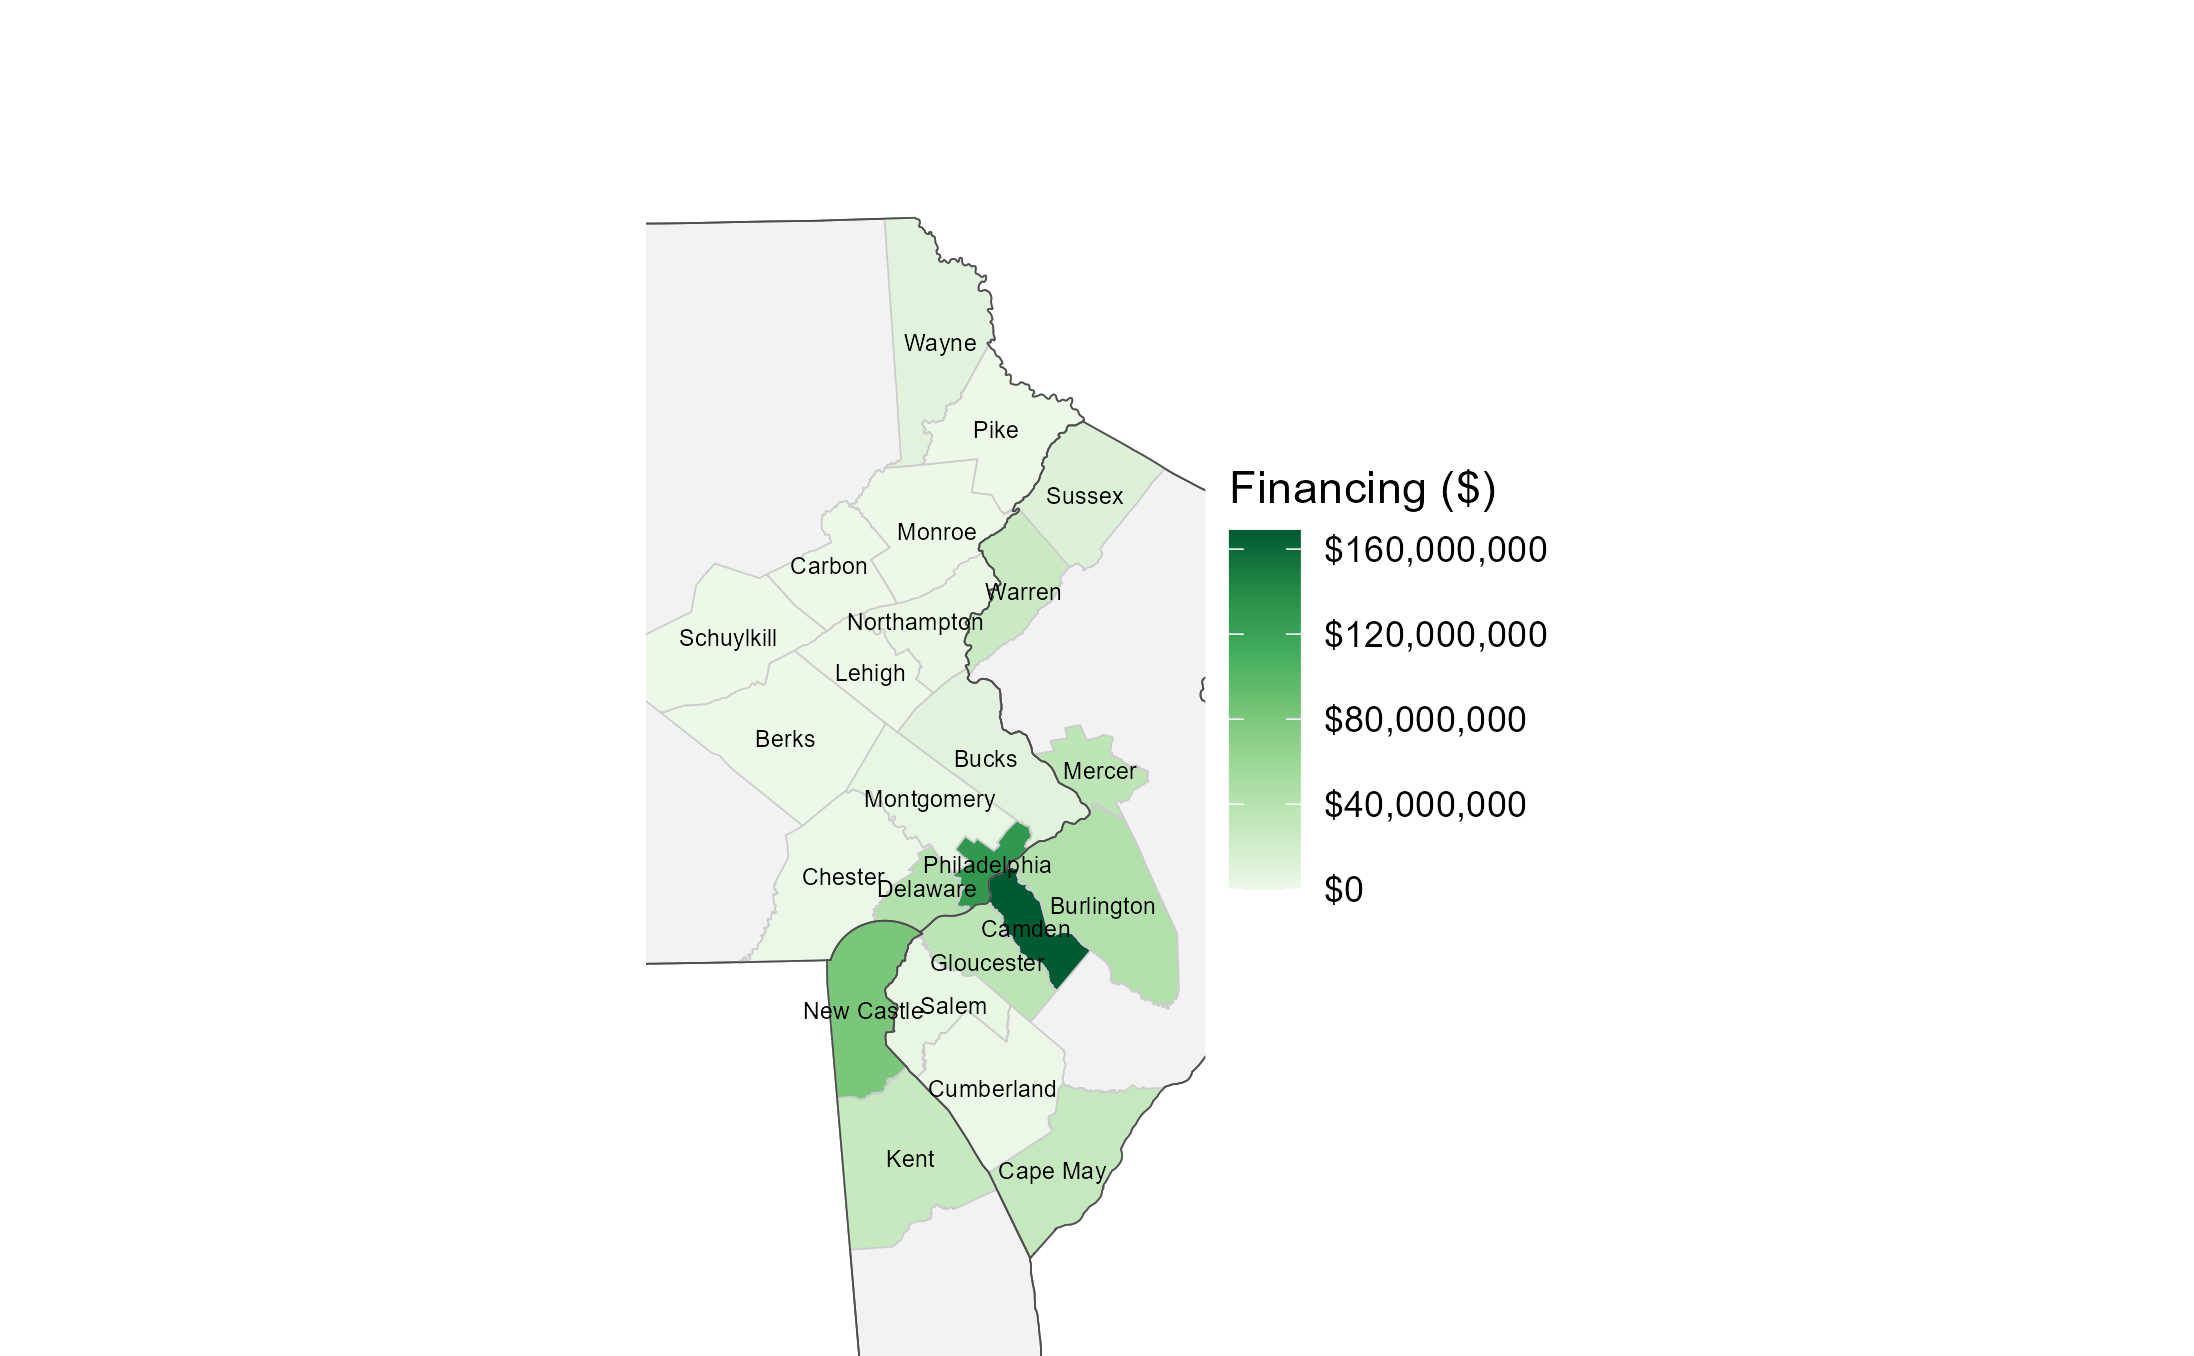 Wayne
Pike
Sussex
Monroe
Carbon
Warren
Northampton
Schuylkill
Lehigh
Berks
Bucks
Mercer
Montgomery
Philadelphia
Chester
Delaware
Burlington
Camden
Gloucester
Salem
New Castle
Cumberland
Kent
Cape May
Financing ($)
$160,000,000
$120,000,000
$80,000,000
$40,000,000
$0